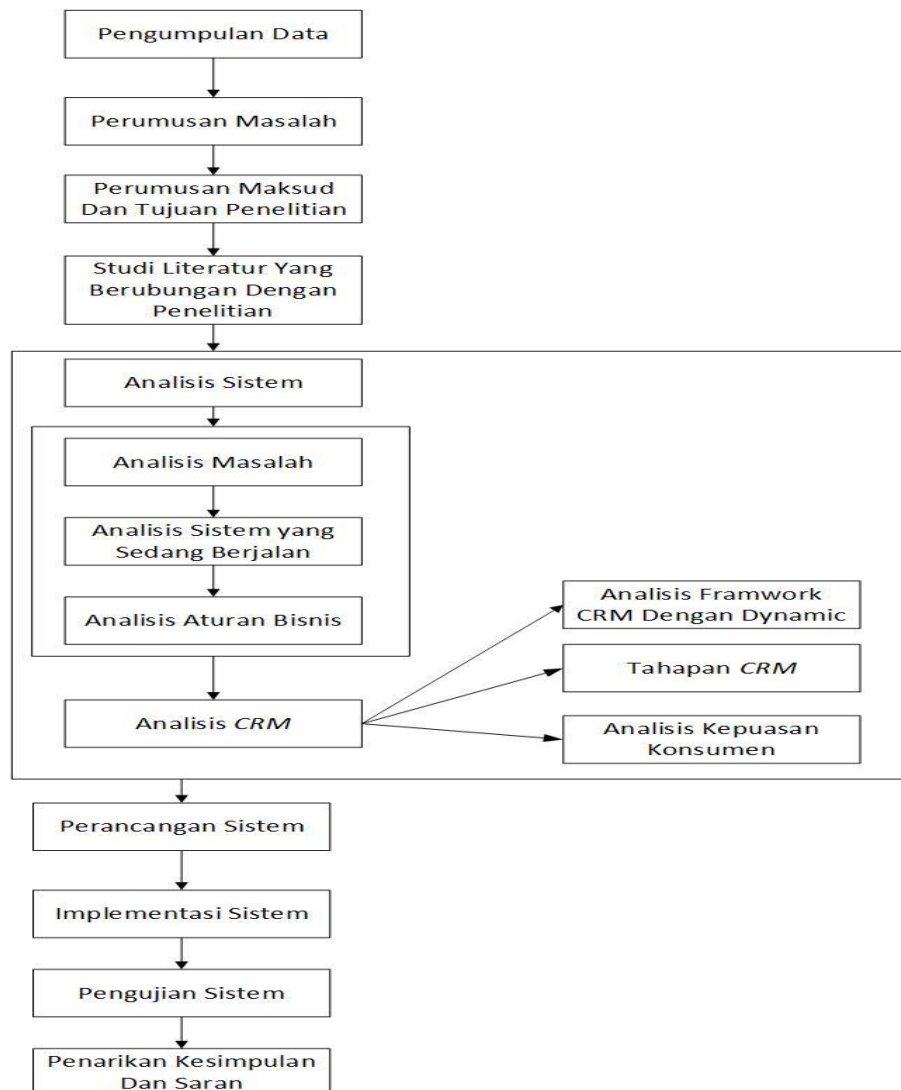 Pengumpulan Data
Perumusan Masalah
Perumusan Maksud
Dan Tujuan Penelitian
Studi Literatur Yang
Berubungan Dengan
Penelitian
Analisis Sistem
Analisis Masalah
Analisis Sistem yang
Sedang Berjalan
Analisis Aturan Bisnis
Analisis CRM
Analisis Framwork
CRM Dengan Dynamic
Tahapan CRM
Analisis Kepuasan
Konsumen
Perancangan Sistem
Implementasi Sistem
Pengujian Sistem
Penarikan Kesimpulan
Dan Saran